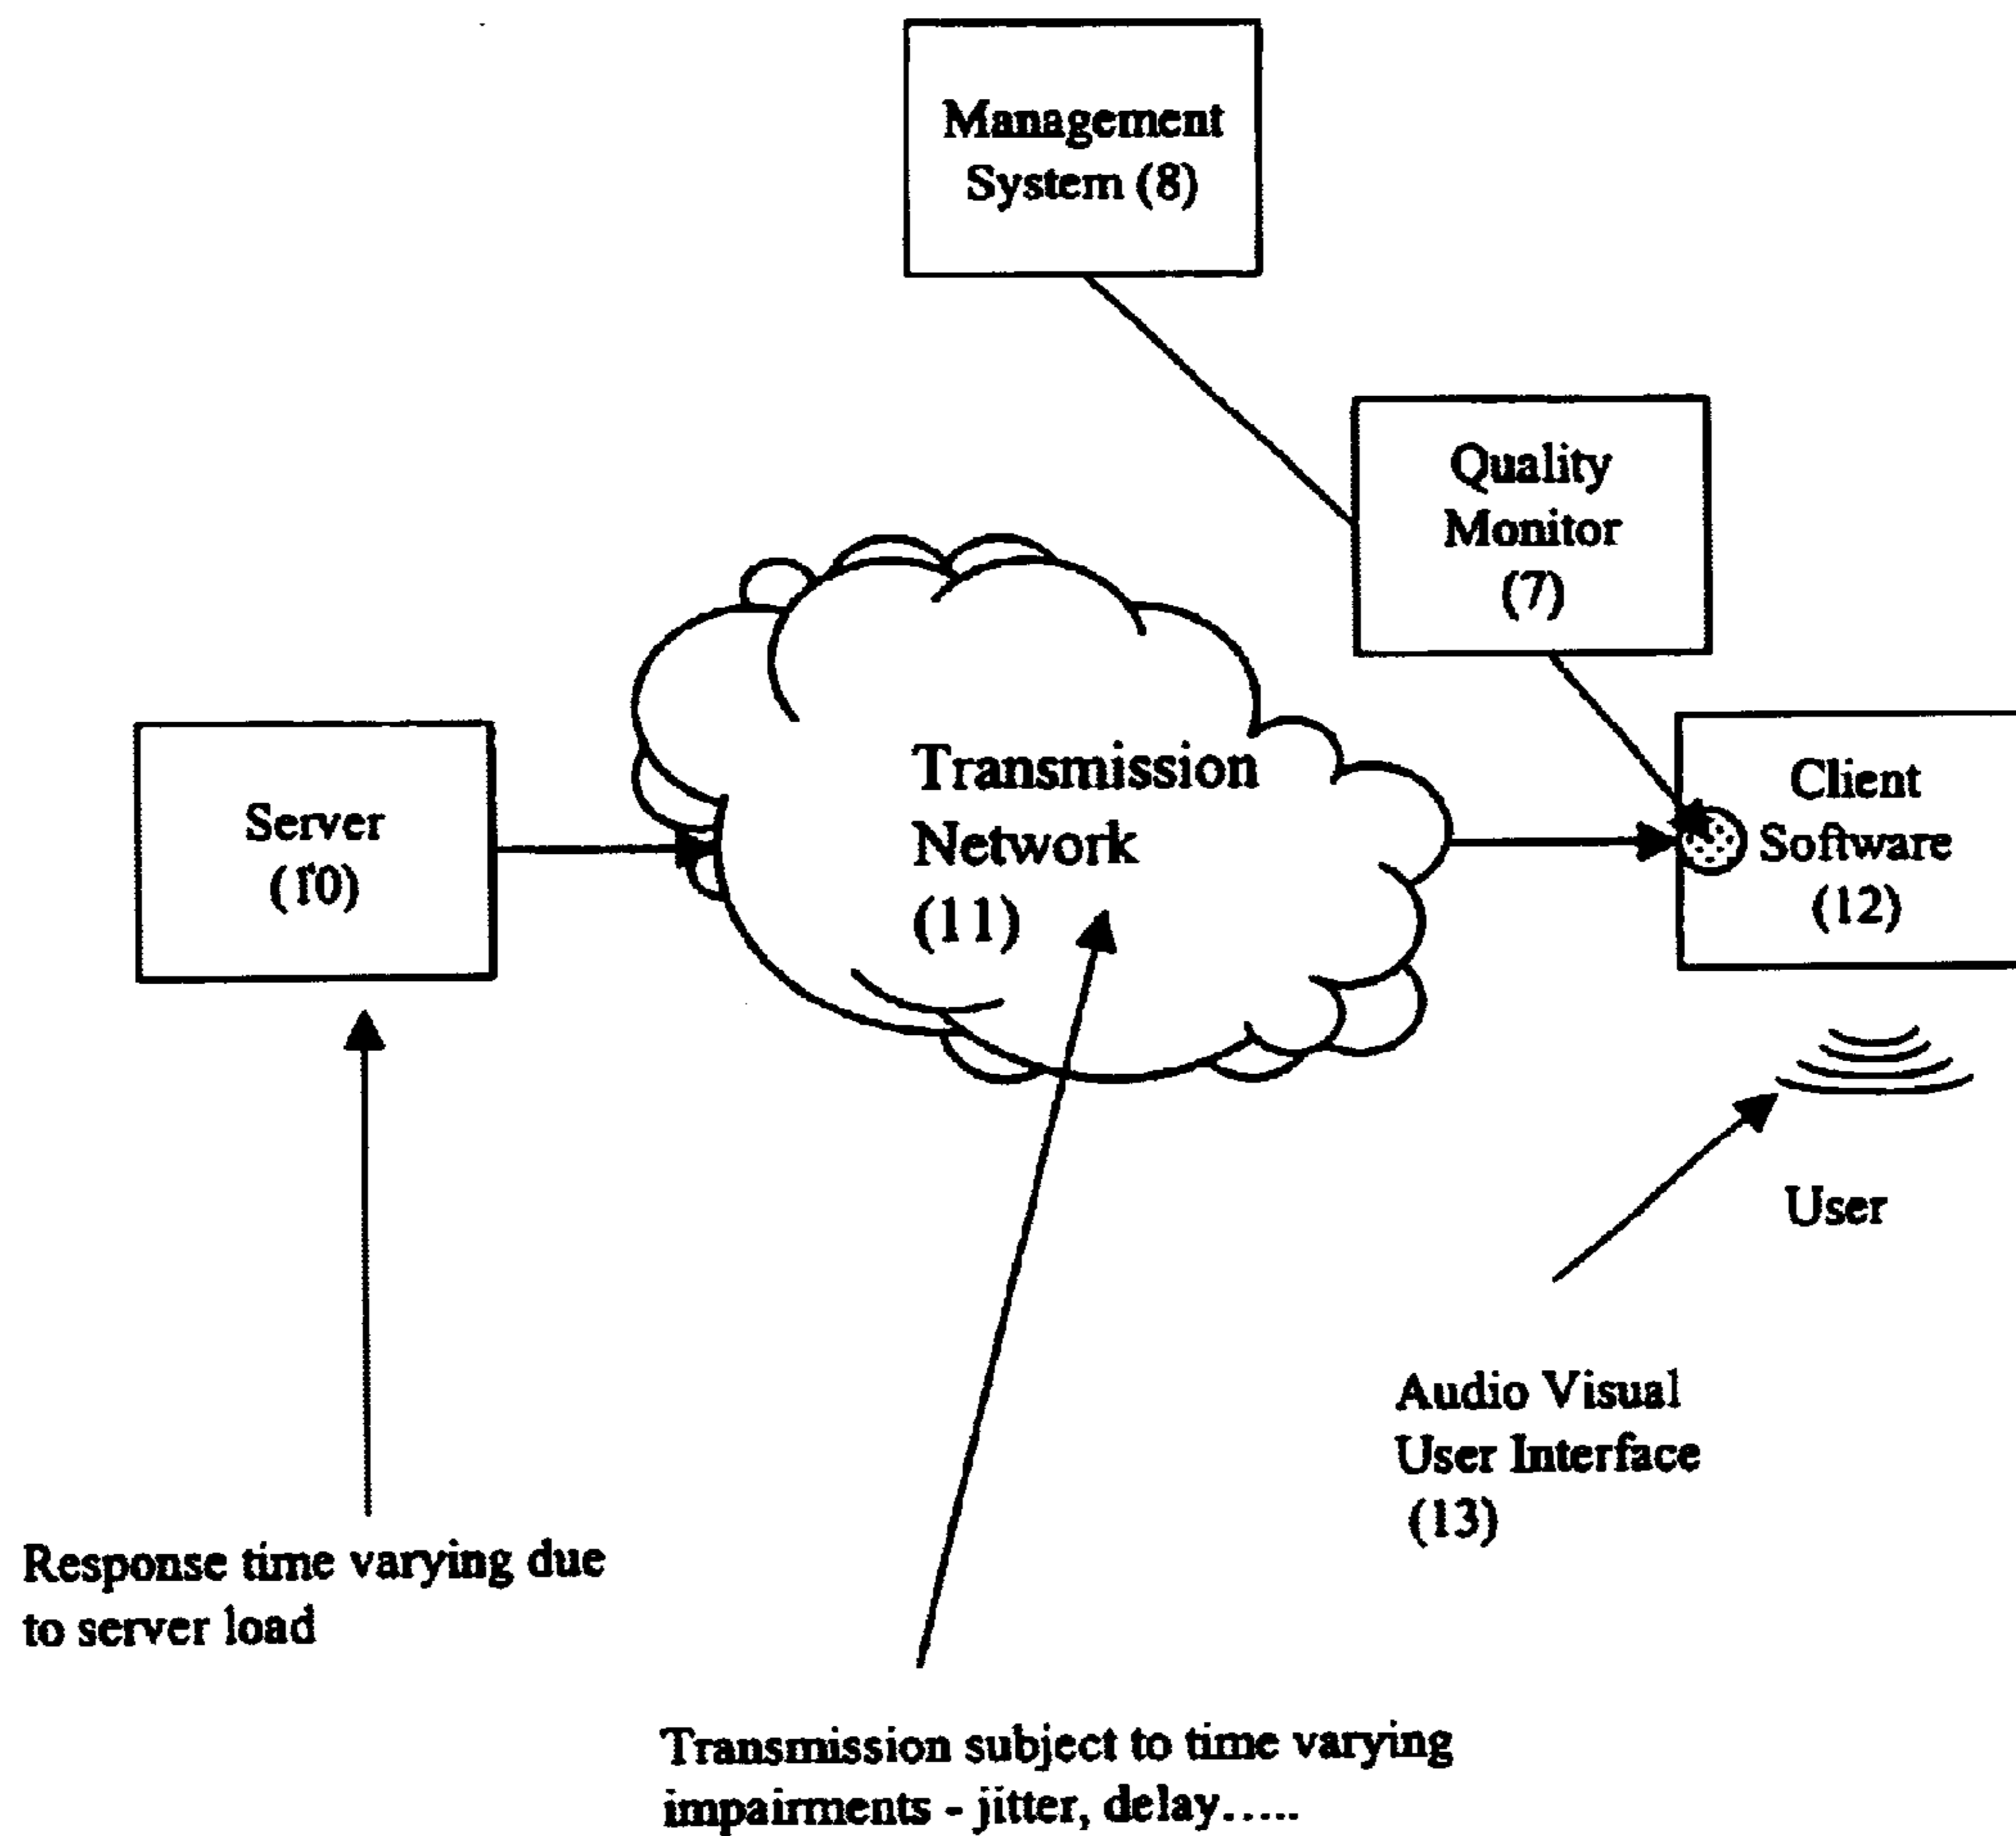 Management
System (8)
Quality
Monitor
(7)
Transmission
Network
(11)
Server
(10)
Client
Software
(12)
User
Audio Visual
User Interface
(13)
Response time varying due
to server load
Transmission subject to time varying
impairments - jitter, delay.....